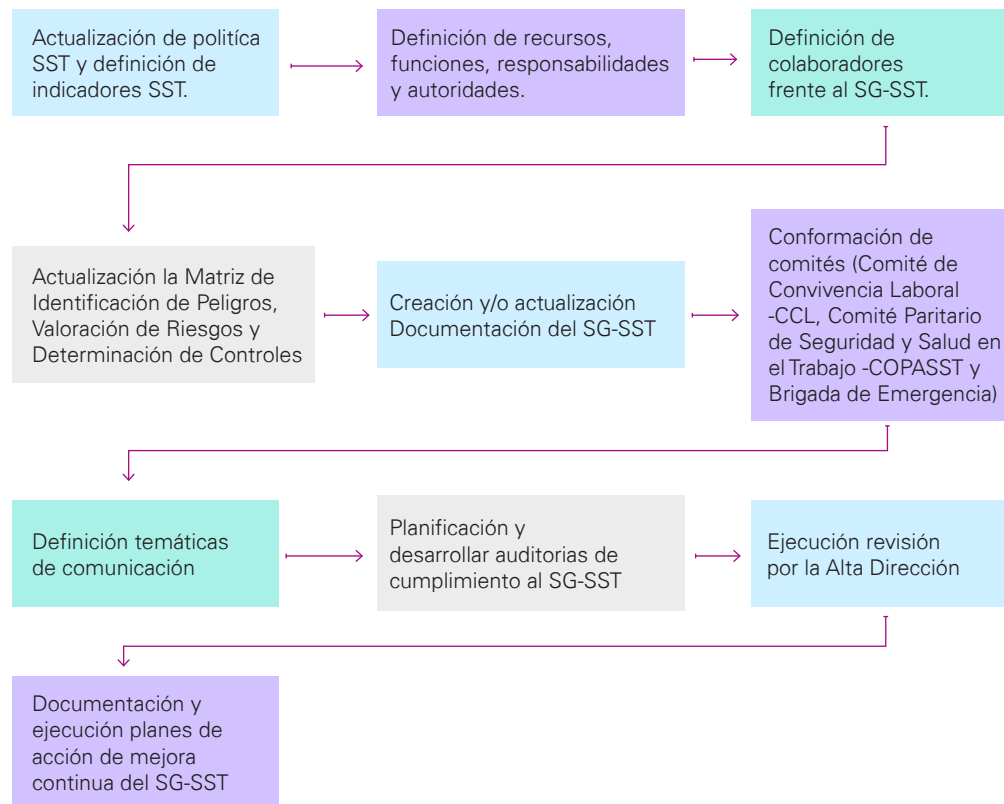 Actualización de politíca
SST y definición de
indicadores SST.
Definición de recursos,
funciones, responsabilidades
y autoridades.
Definición de
colaboradores
frente al SG-SST.
Actualización la Matriz de
Identificación de Peligros,
Valoración de Riesgos y
Determinación de Controles
Creación y/o actualización
Documentación del SG-SST
Conformación de
comités (Comité de
Convivencia Laboral
-CCL, Comité Paritario
de Seguridad y Salud en
el Trabajo -COPASST y
Brigada de Emergencia)
Definición temáticas
de comunicación
Planificación y
desarrollar auditorias de
cumplimiento al SG-SST
Ejecución revisión
por la Alta Dirección
Documentación y
ejecución planes de
acción de mejora
continua del SG-SST